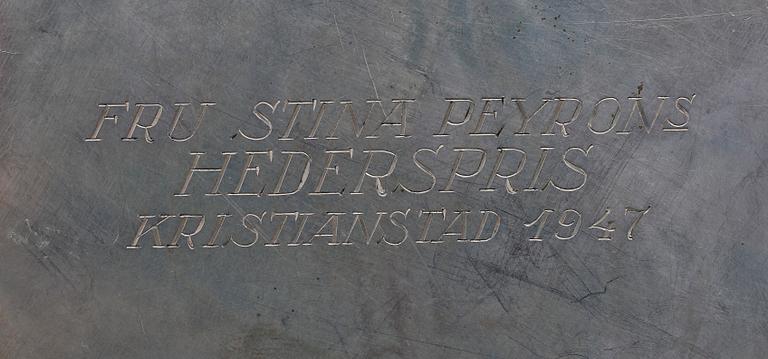 FRU STINA PEYRONS
HEDERSPRIS
KRISTIANSTAD 1947